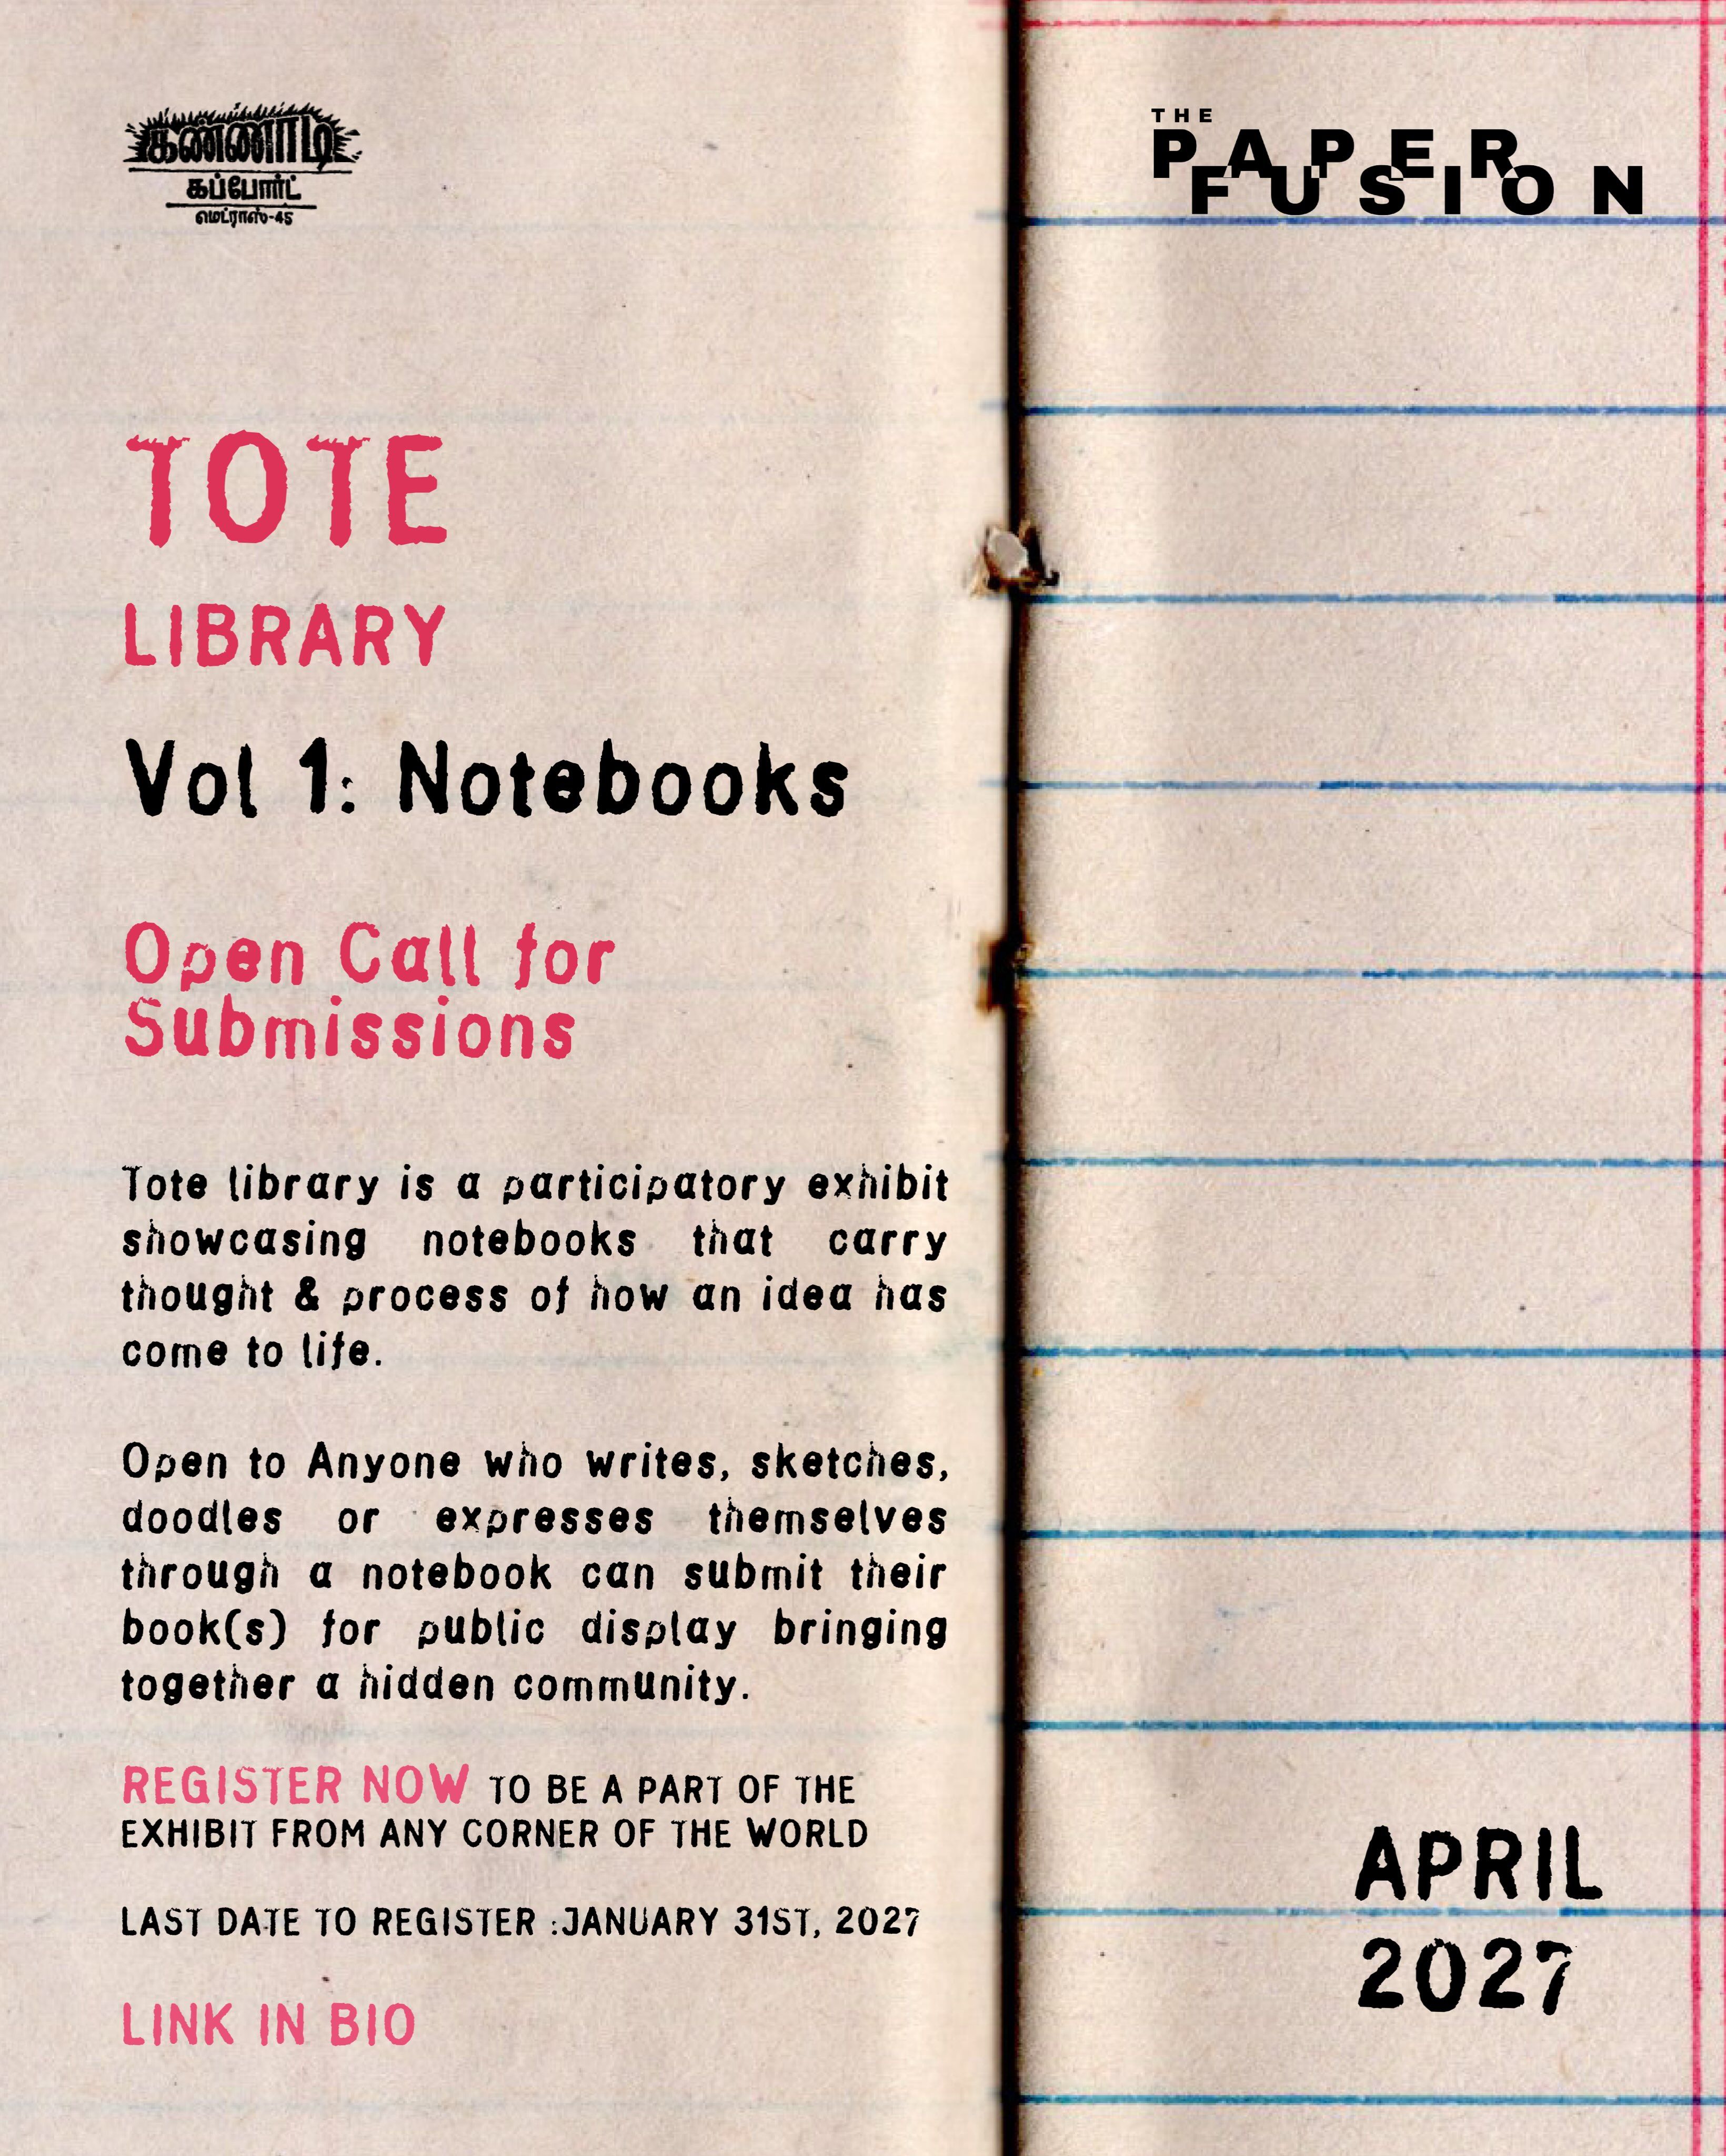 கண்ணாடி
கப்போர்ட்
மெட்ராஸ்-45
THE
PAPER
FUSION
TOTE
LIBRARY
Vol 1: Notebooks
Open Call for
Submissions
Tote library is a participatory exhibit
showcasing notebooks that carry
thought & process of how an idea has
come to life.
Open to Anyone who writes, sketches,
doodles or expresses themselves
through a notebook can submit their
book(s) for public display bringing
together a hidden community.
REGISTER NOW TO BE A PART OF THE
EXHIBIT FROM ANY CORNER OF THE WORLD
LAST DATE TO REGISTER :JANUARY 31ST, 2027
LINK IN BIO
APRIL
2027